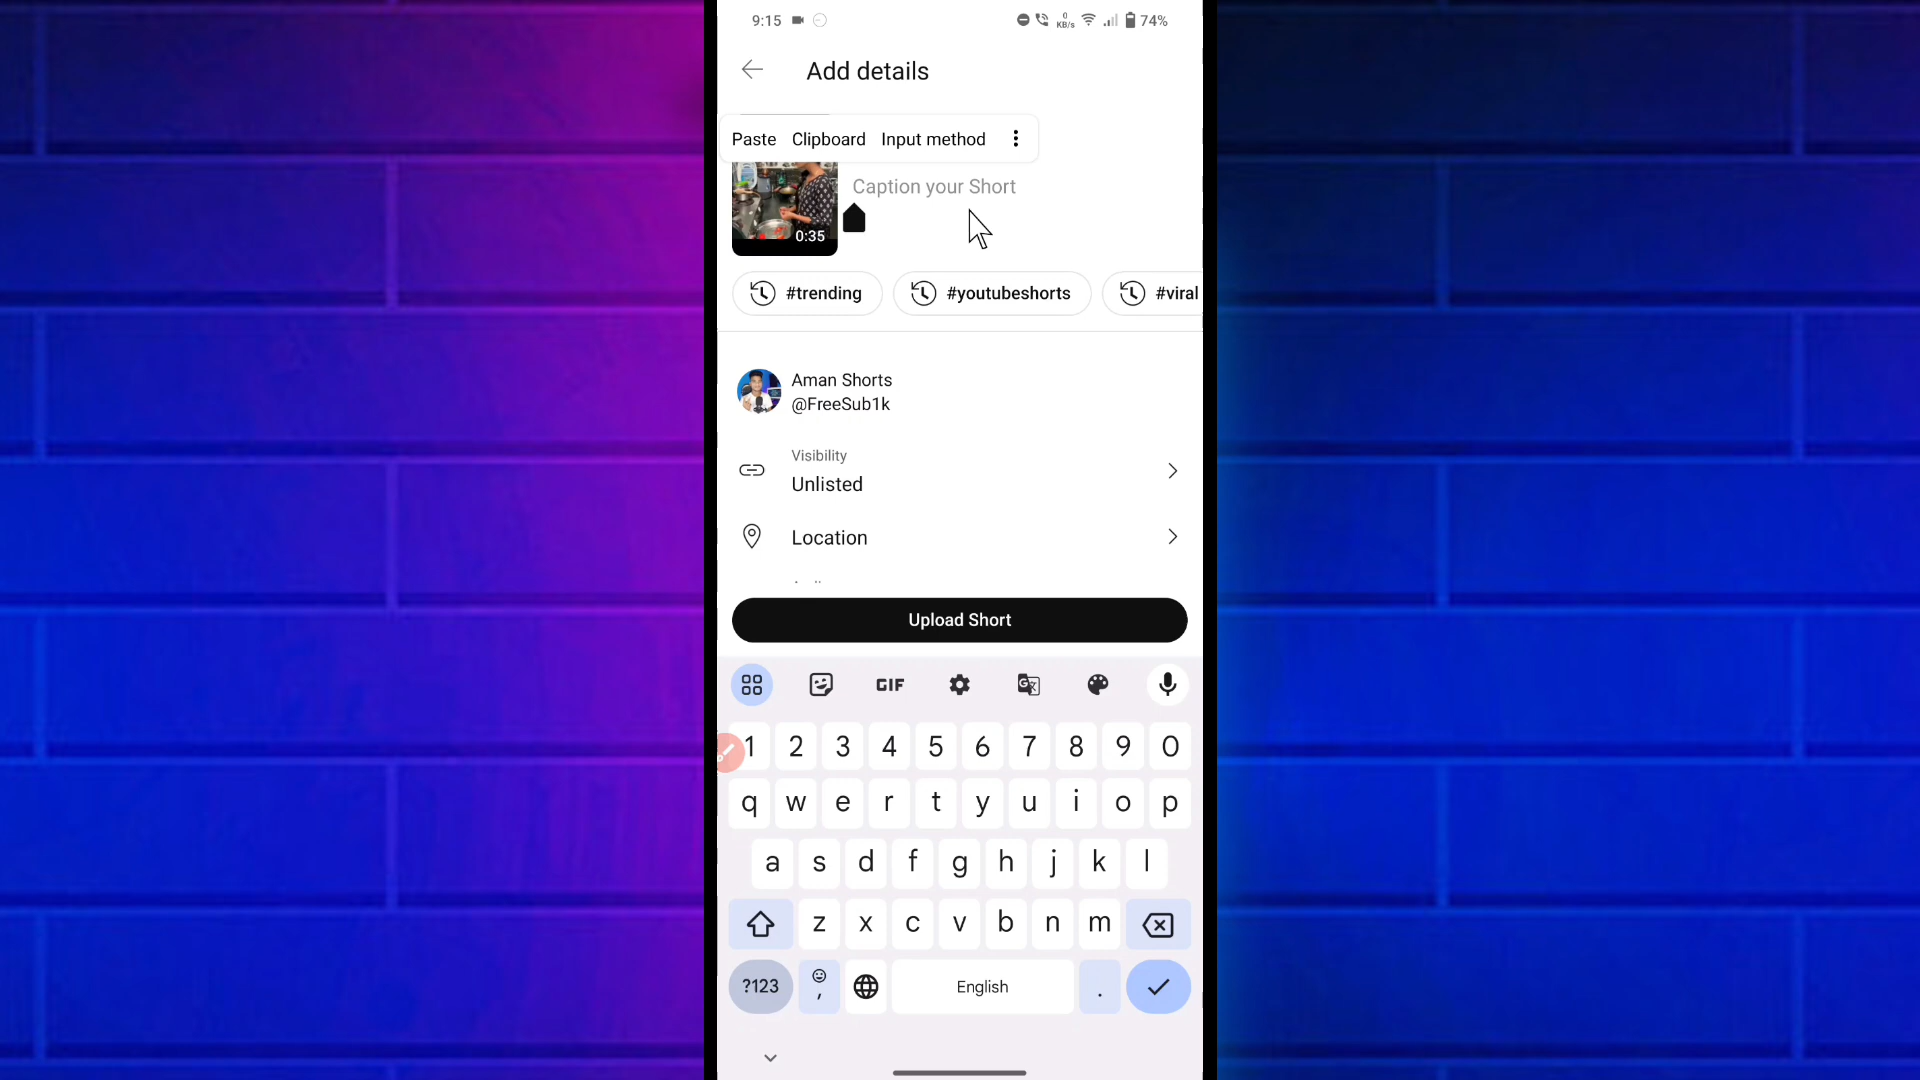 9:15 0 KB/s 74%
Add details
Paste Clipboard Input method
Caption your Short
0:35
#trending #youtubeshorts #viral
Aman Shorts
@FreeSub1k
Visibility
Unlisted
Location
Upload Short
GIF
1 2 3 4 5 6 7 8 9 0
q w e r t y u i o p
a s d f g h j k l
z x c v b n m
?123 , English .